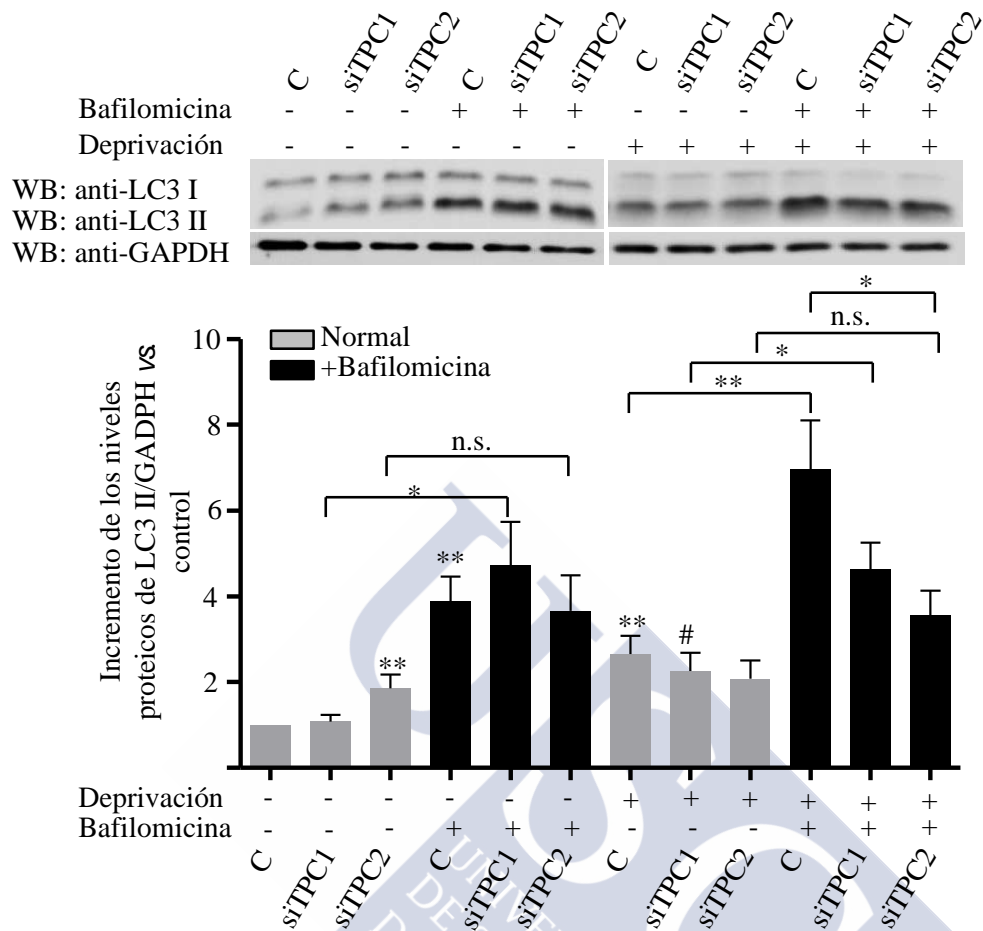 C siTPC1 siTPC2 C siTPC1 siTPC2 C siTPC1 siTPC2 C siTPC1 siTPC2
Bafilomicina - - - + + + - - - + + +
Deprivación - - - - - - + + + + + +
WB: anti-LC3 I
WB: anti-LC3 II
WB: anti-GAPDH
*
n.s.
*
**
n.s.
*
Normal
+Bafilomicina
Incremento de los niveles
proteicos de LC3 II/GADPH vs.
control
10
8
6
4
2
** ** ** #
Deprivación - - - - - - + + + + + +
Bafilomicina - - - + + + - - - + + +
C siTPC1 siTPC2 C siTPC1 siTPC2 C siTPC1 siTPC2 C siTPC1 siTPC2
USC